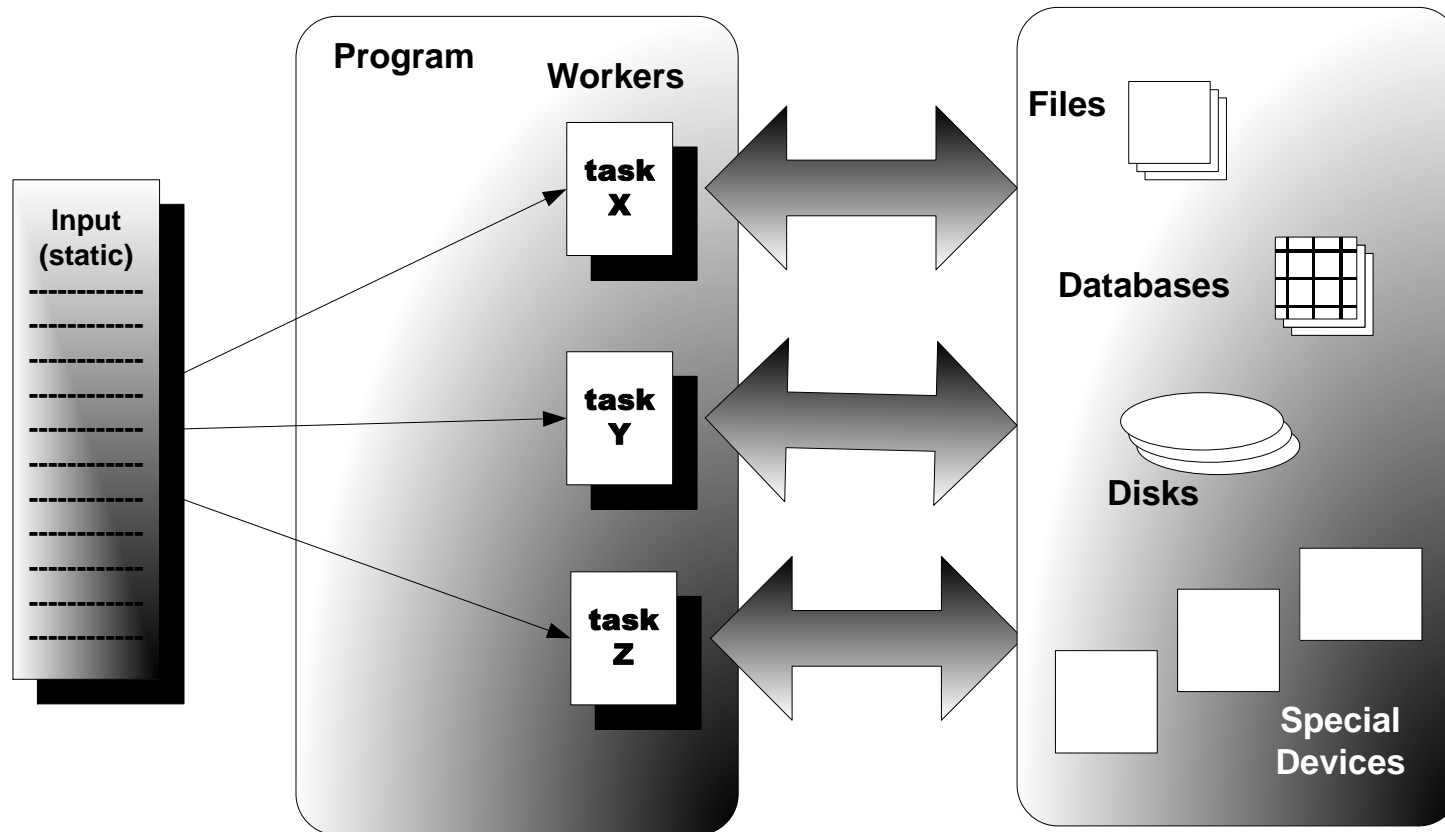 Program
Workers
Input
(static)
task
X
task
Y
task
Z
Files
Databases
Disks
Special
Devices